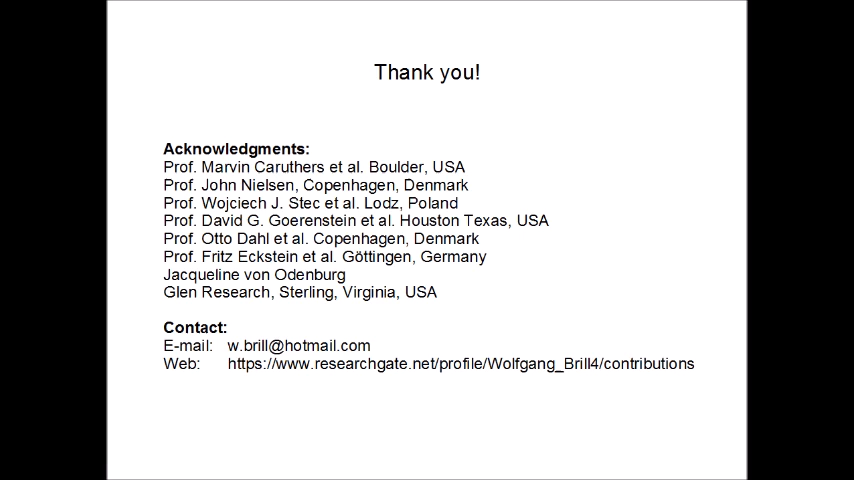 Thank you!
Acknowledgments:
Prof. Marvin Caruthers et al. Boulder, USA
Prof. John Nielsen, Copenhagen, Denmark
Prof. Wojciech J. Stec et al. Lodz, Poland
Prof. David G. Goerenstein et al. Houston Texas, USA
Prof. Otto Dahl et al. Copenhagen, Denmark
Prof. Fritz Eckstein et al. Göttingen, Germany
Jacqueline von Odenburg
Glen Research, Sterling, Virginia, USA
Contact:
E-mail: w.brill@hotmail.com
Web: https://www.researchgate.net/profile/Wolfgang_Brill4/contributions